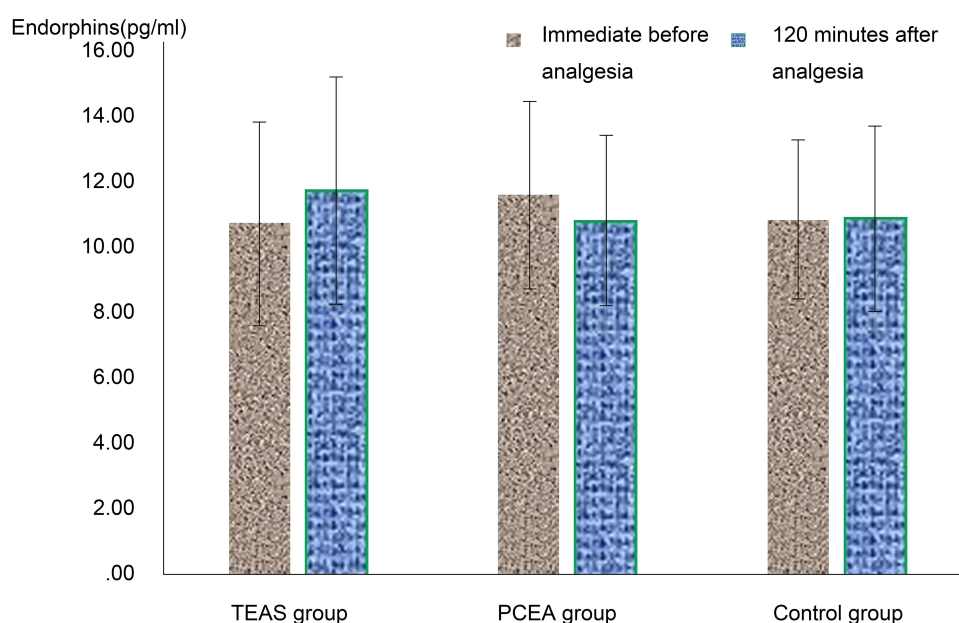 Endorphins(pg/ml)
Immediate before
analgesia
120 minutes after
analgesia
16.00
14.00
12.00
10.00
8.00
6.00
4.00
2.00
.00
TEAS group
PCEA group
Control group